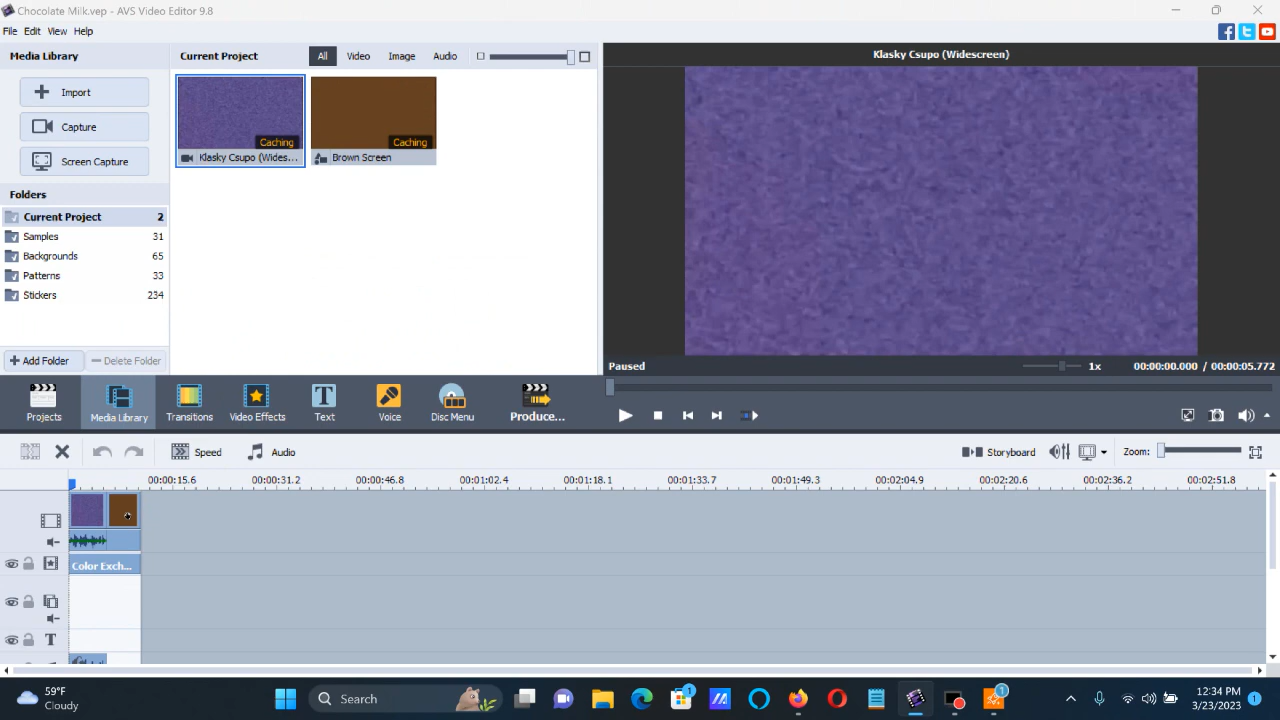 Chocolate Milk.vep - AVS Video Editor 9.8
File Edit View Help
Media Library
Current Project
All Video Image Audio
Klasky Csupo (Widescreen)
Import
Capture
Screen Capture
Caching
Klasky Csupo (Wides...
Caching
Brown Screen
Folders
Current Project 2
Samples 31
Backgrounds 65
Patterns 33
Stickers 234
Add Folder
Delete Folder
Paused
1x
00:00:00.000 / 00:00:05.772
Projects
Media Library
Transitions
Video Effects
Text
Voice
Disc Menu
Produce...
Speed
Audio
Storyboard
Zoom:
00:00:15.6 00:00:31.2 00:00:46.8 00:01:02.4 00:01:18.1 00:01:33.7 00:01:49.3 00:02:04.9 00:02:20.6 00:02:36.2 00:02:51.8
Color Exch...
T
59°F
Cloudy
Search
1
1
12:34 PM
3/23/2023
1